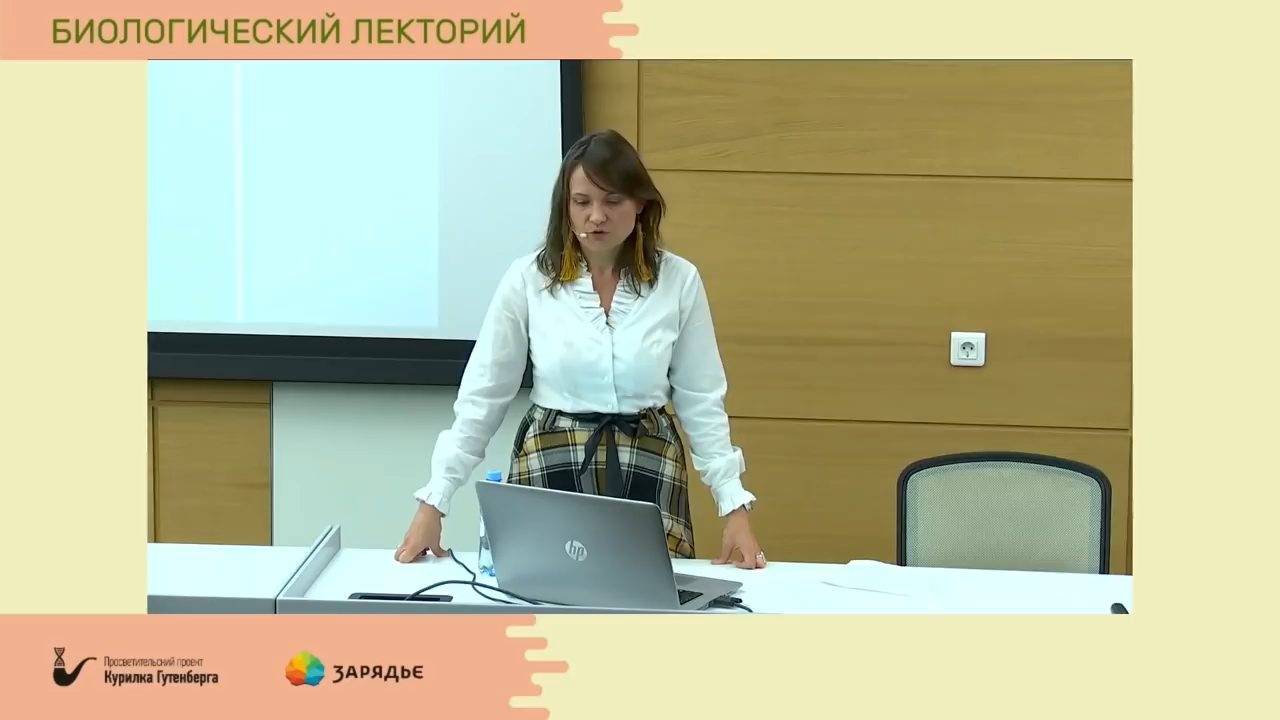 БИОЛОГИЧЕСКИЙ ЛЕКТОРИЙ
hp
Просветительский проект
Курилка Гутенберга
ЗАРЯДЬЕ